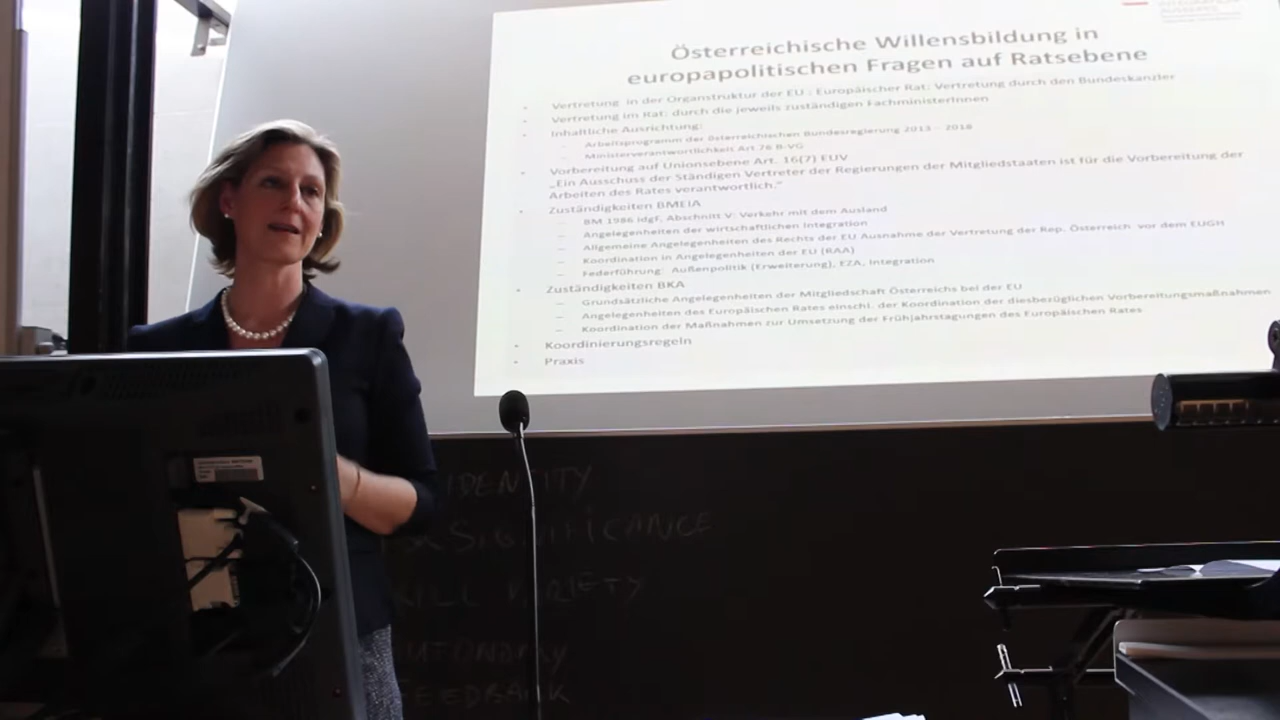 INTEGRATION
ÄUSSERES
Österreichische Willensbildung in
europapolitischen Fragen auf Ratsebene
• Vertretung in der Organstruktur der EU : Europäischer Rat: Vertretung durch den Bundeskanzler
• Vertretung im Rat: durch die jeweils zuständigen FachministerInnen
• Inhaltliche Ausrichtung:
– Arbeitsprogramm der österreichischen Bundesregierung 2013 – 2018
– Ministerverantwortlichkeit Art.76 B-VG
• Vorbereitung auf Unionsebene Art. 16(7) EUV
„Ein Ausschuss der Ständigen Vertreter der Regierungen der Mitgliedstaaten ist für die Vorbereitung der
Arbeiten des Rates verantwortlich."
• Zuständigkeiten BMEIA
– BM 1986 idgF, Abschnitt V: Verkehr mit dem Ausland
– Angelegenheiten der wirtschaftlichen Integration
– Allgemeine Angelegenheiten des Rechts der EU Ausnahme der Vertretung der Rep. Österreich vor dem EUGH
– Koordination in Angelegenheiten der EU (RAA)
– Federführung: Außenpolitik (Erweiterung), EZA, Integration
• Zuständigkeiten BKA
– Grundsätzliche Angelegenheiten der Mitgliedschaft Österreichs bei der EU
– Angelegenheiten des Europäischen Rates einschl. der Koordination der diesbezüglichen Vorbereitungsmaßnahmen
– Koordination der Maßnahmen zur Umsetzung der Frühjahrstagungen des Europäischen Rates
• Koordinierungsregeln
• Praxis
IDENTITY
& SIGNIFICANCE
SKILL VARIETY
AUTONOMY
FEEDBACK